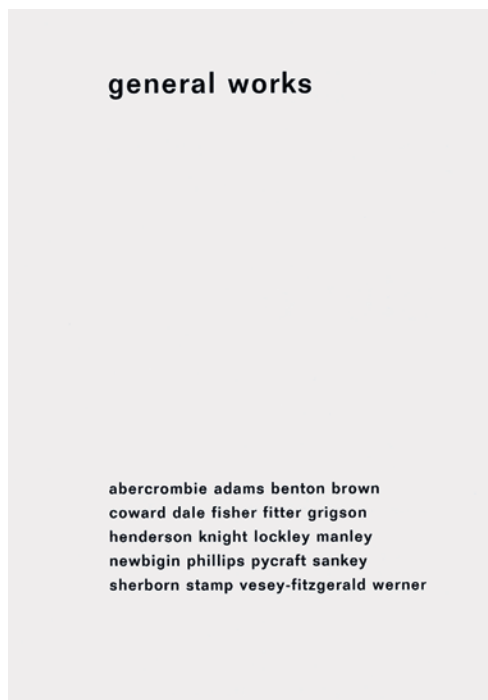 general works
abercrombie adams benton brown
coward dale fisher fitter grigson
henderson knight lockley manley
newbigin phillips pycraft sankey
sherborn stamp vesey-fitzgerald werner